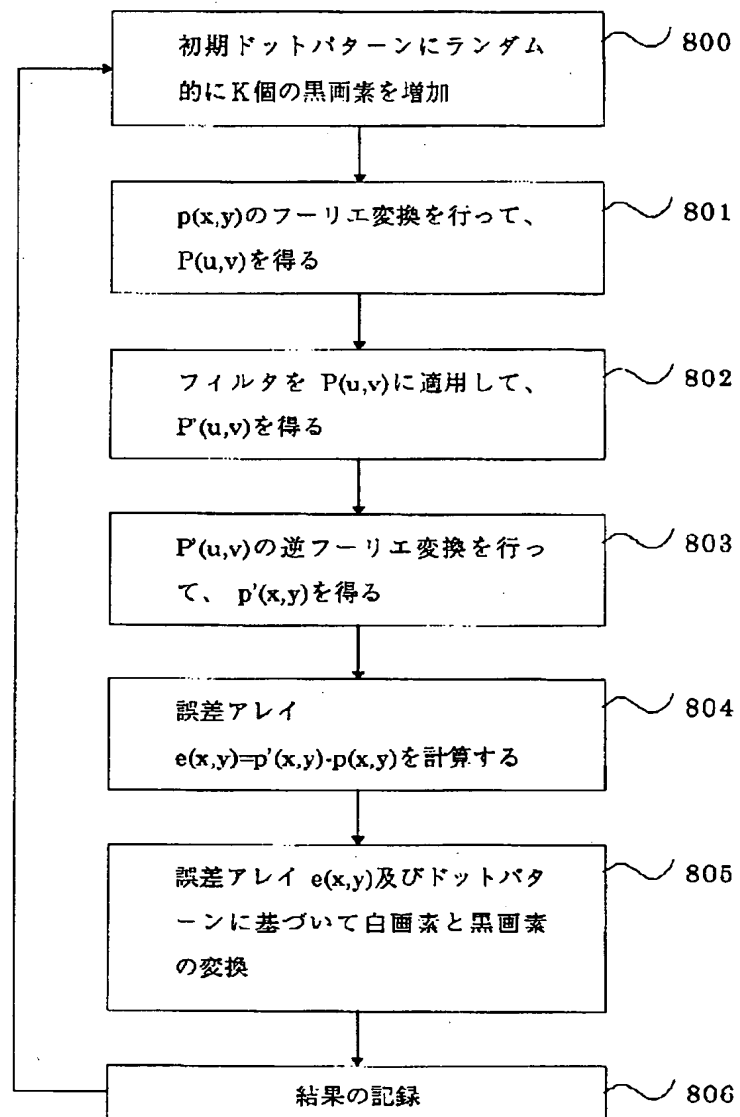 初期ドットパターンにランダム
的にK個の黒画素を増加
800
p(x,y)のフーリエ変換を行って、
P(u,v)を得る
801
フィルタを P(u,v)に適用して、
P'(u,v)を得る
802
P'(u,v)の逆フーリエ変換を行っ
て、 p'(x,y)を得る
803
誤差アレイ
e(x,y)=p'(x,y)-p(x,y)を計算する
804
誤差アレイ e(x,y)及びドットパタ
ーンに基づいて白画素と黒画素
の変換
805
結果の記録
806